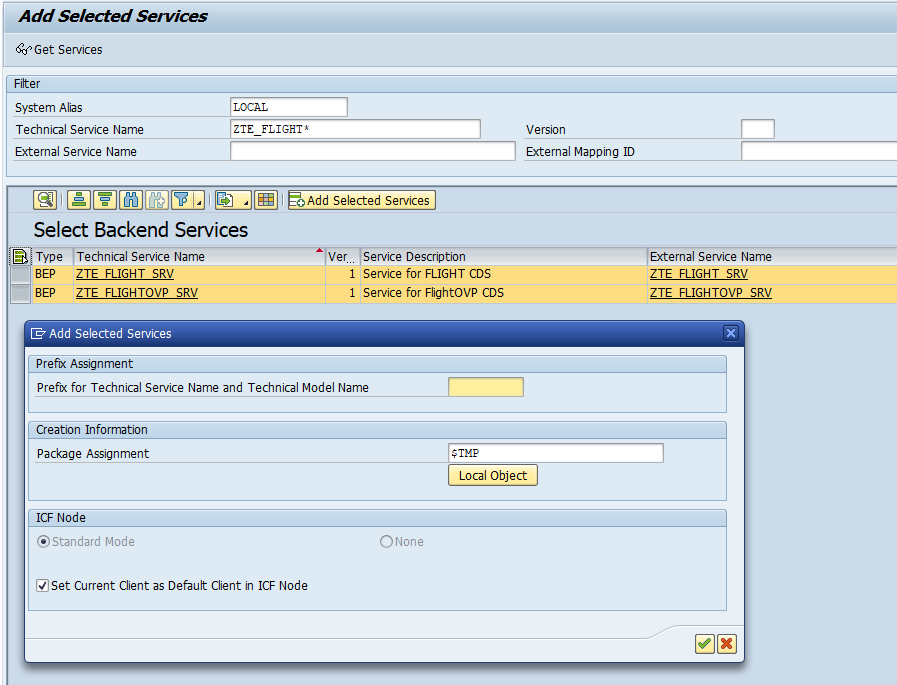 Add Selected Services
Get Services
Filter
System Alias LOCAL
Technical Service Name ZTE_FLIGHT* Version
External Service Name External Mapping ID
Add Selected Services
Select Backend Services
Type Technical Service Name Ver... Service Description External Service Name
BEP ZTE_FLIGHT_SRV 1 Service for FLIGHT CDS ZTE_FLIGHT_SRV
BEP ZTE_FLIGHTOVP_SRV 1 Service for FlightOVP CDS ZTE_FLIGHTOVP_SRV
Add Selected Services
Prefix Assignment
Prefix for Technical Service Name and Technical Model Name
Creation Information
Package Assignment $TMP
Local Object
ICF Node
Standard Mode None
Set Current Client as Default Client in ICF Node